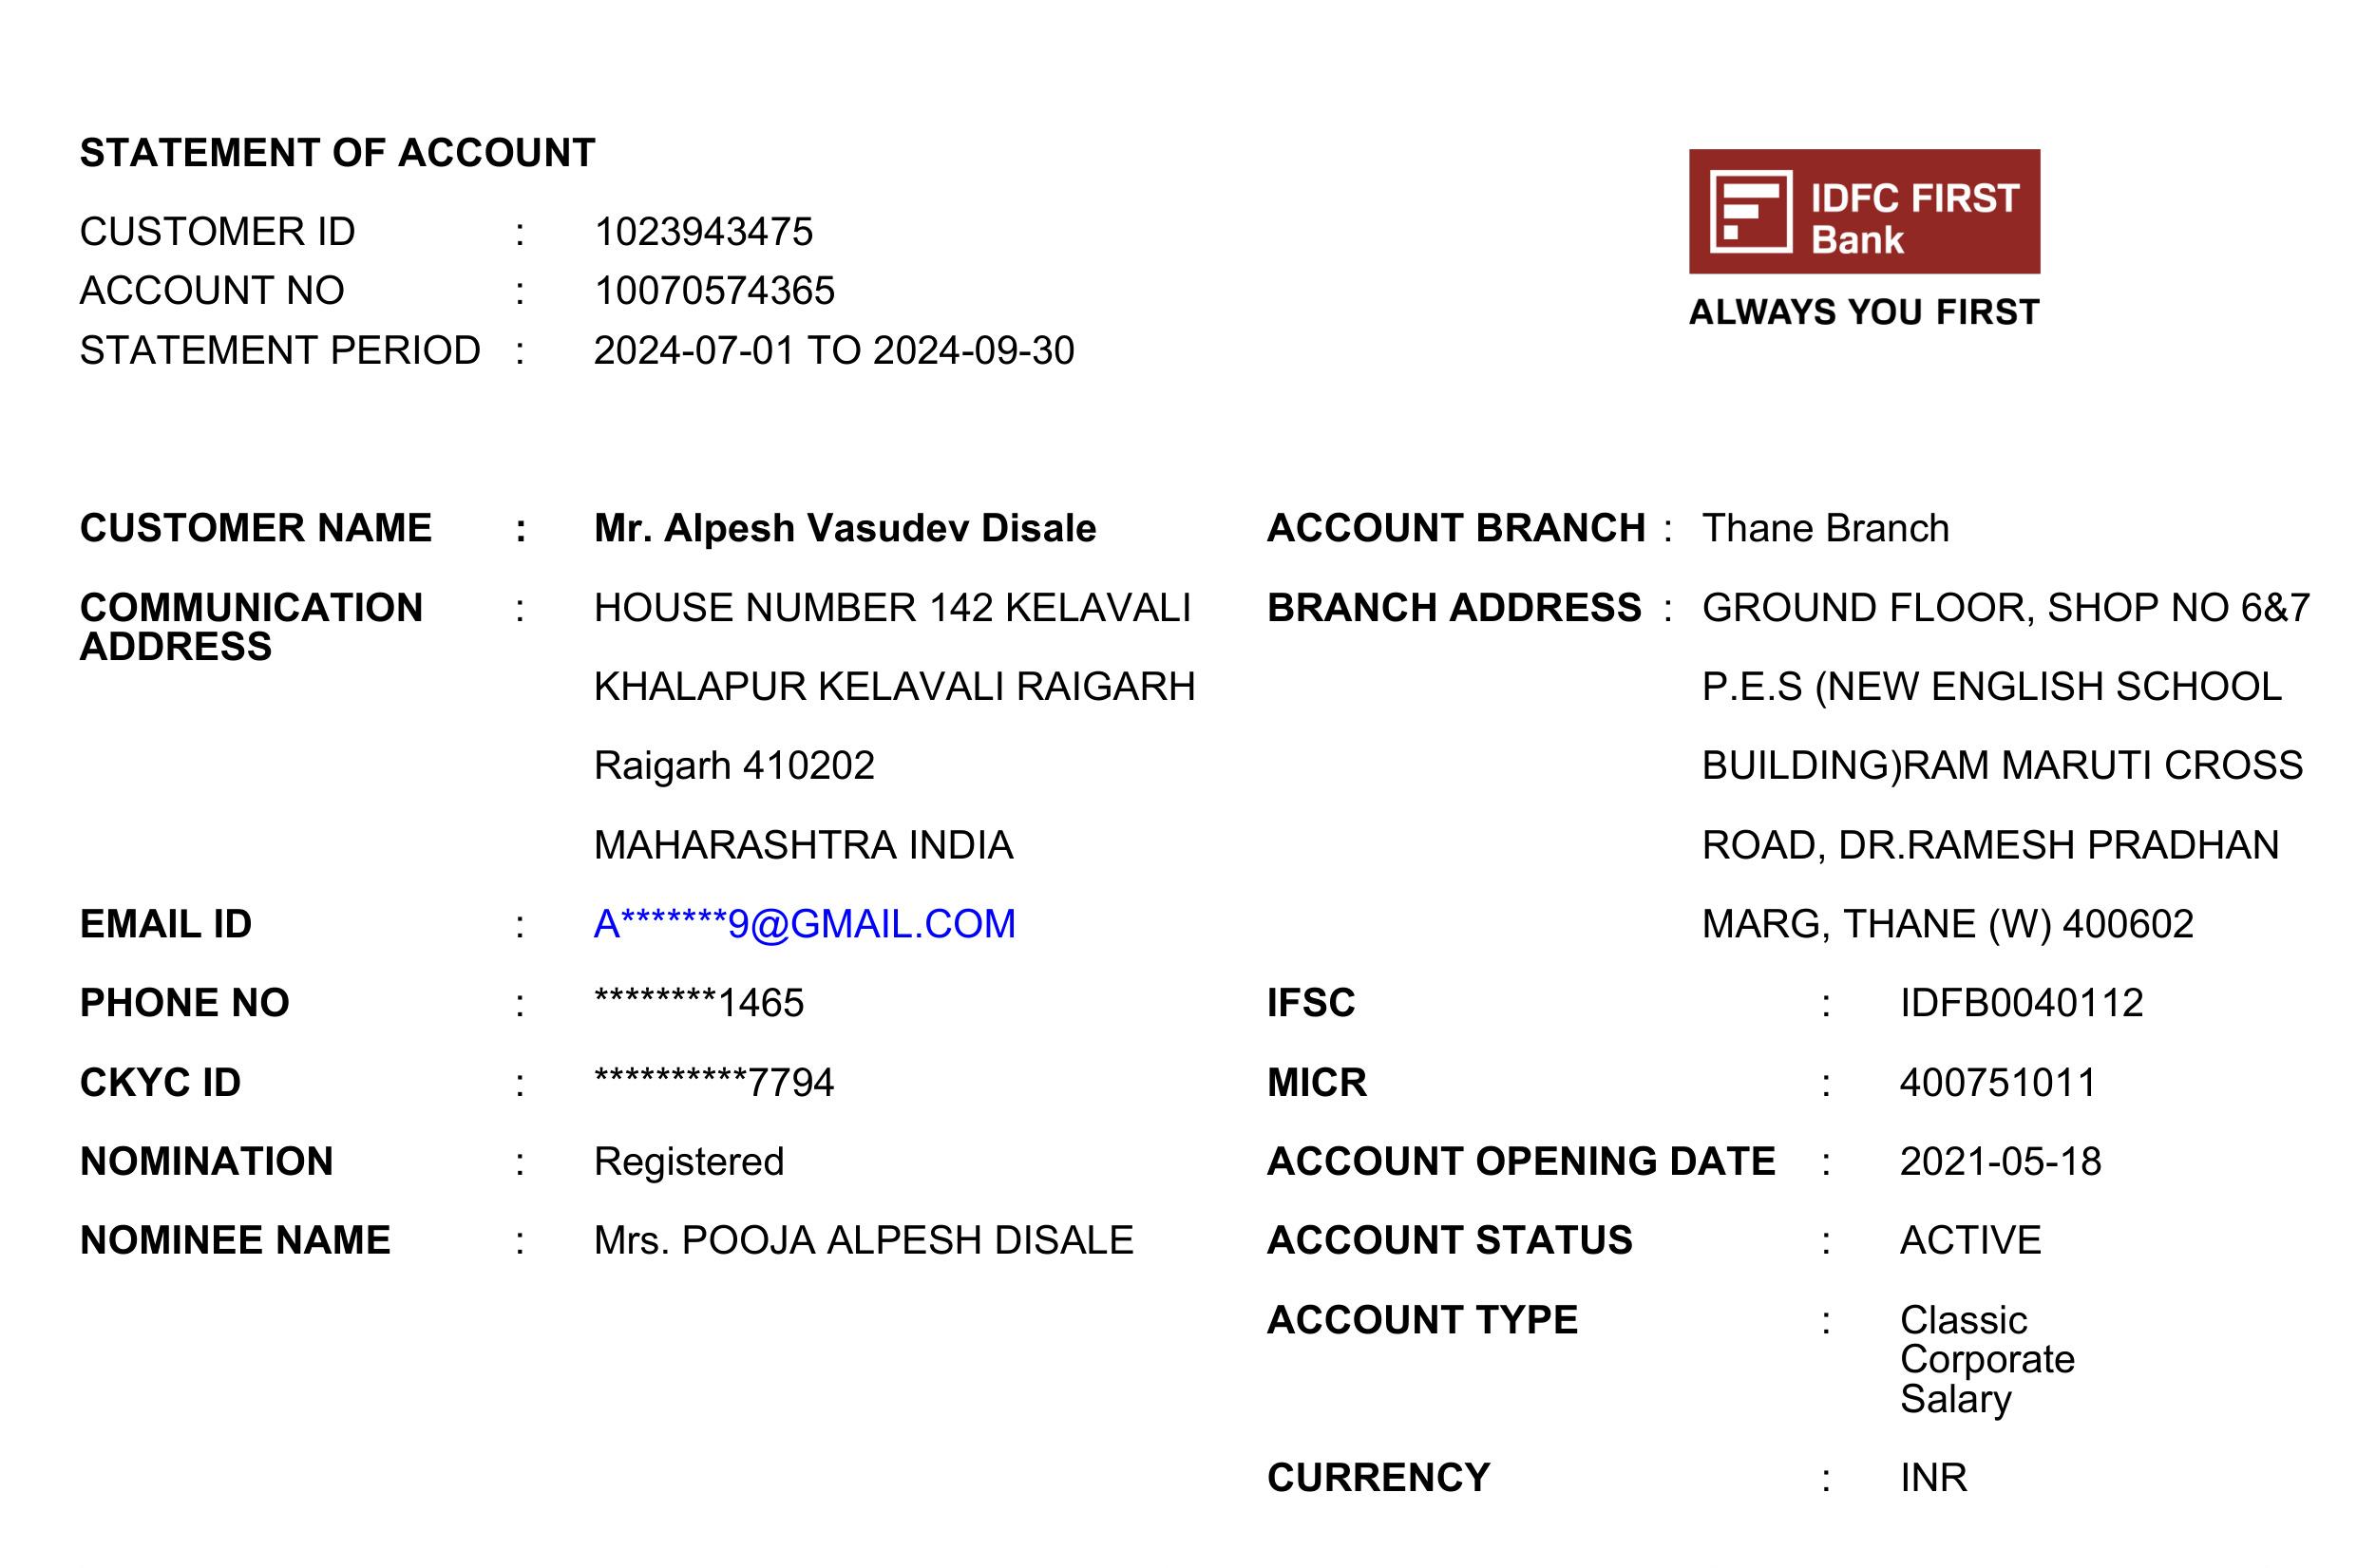 STATEMENT OF ACCOUNT
IDFC FIRST
Bank
ALWAYS YOU FIRST
CUSTOMER ID : 1023943475
ACCOUNT NO : 10070574365
STATEMENT PERIOD : 2024-07-01 TO 2024-09-30
CUSTOMER NAME : Mr. Alpesh Vasudev Disale
COMMUNICATION : HOUSE NUMBER 142 KELAVALI
ADDRESS
KHALAPUR KELAVALI RAIGARH
Raigarh 410202
MAHARASHTRA INDIA
EMAIL ID : A*******9@GMAIL.COM
PHONE NO : ********1465
CKYC ID : **********7794
NOMINATION : Registered
NOMINEE NAME : Mrs. POOJA ALPESH DISALE
ACCOUNT BRANCH : Thane Branch
BRANCH ADDRESS : GROUND FLOOR, SHOP NO 6&7
P.E.S (NEW ENGLISH SCHOOL
BUILDING)RAM MARUTI CROSS
ROAD, DR.RAMESH PRADHAN
MARG, THANE (W) 400602
IFSC : IDFB0040112
MICR : 400751011
ACCOUNT OPENING DATE : 2021-05-18
ACCOUNT STATUS : ACTIVE
ACCOUNT TYPE : Classic
Corporate
Salary
CURRENCY : INR